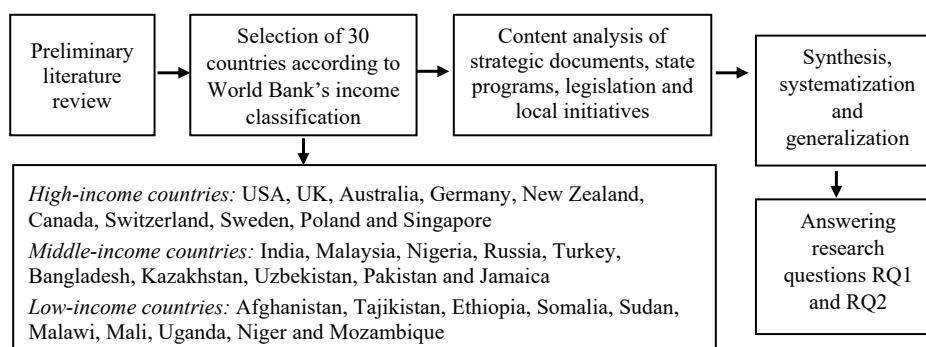 Preliminary
literature
review
Selection of 30
countries according to
World Bank’s income
classification
Content analysis of
strategic documents, state
programs, legislation and
local initiatives
Synthesis,
systematization
and
generalization
High-income countries: USA, UK, Australia, Germany, New Zealand,
Canada, Switzerland, Sweden, Poland and Singapore
Middle-income countries: India, Malaysia, Nigeria, Russia, Turkey,
Bangladesh, Kazakhstan, Uzbekistan, Pakistan and Jamaica
Low-income countries: Afghanistan, Tajikistan, Ethiopia, Somalia, Sudan,
Malawi, Mali, Uganda, Niger and Mozambique
Answering
research
questions RQ1
and RQ2